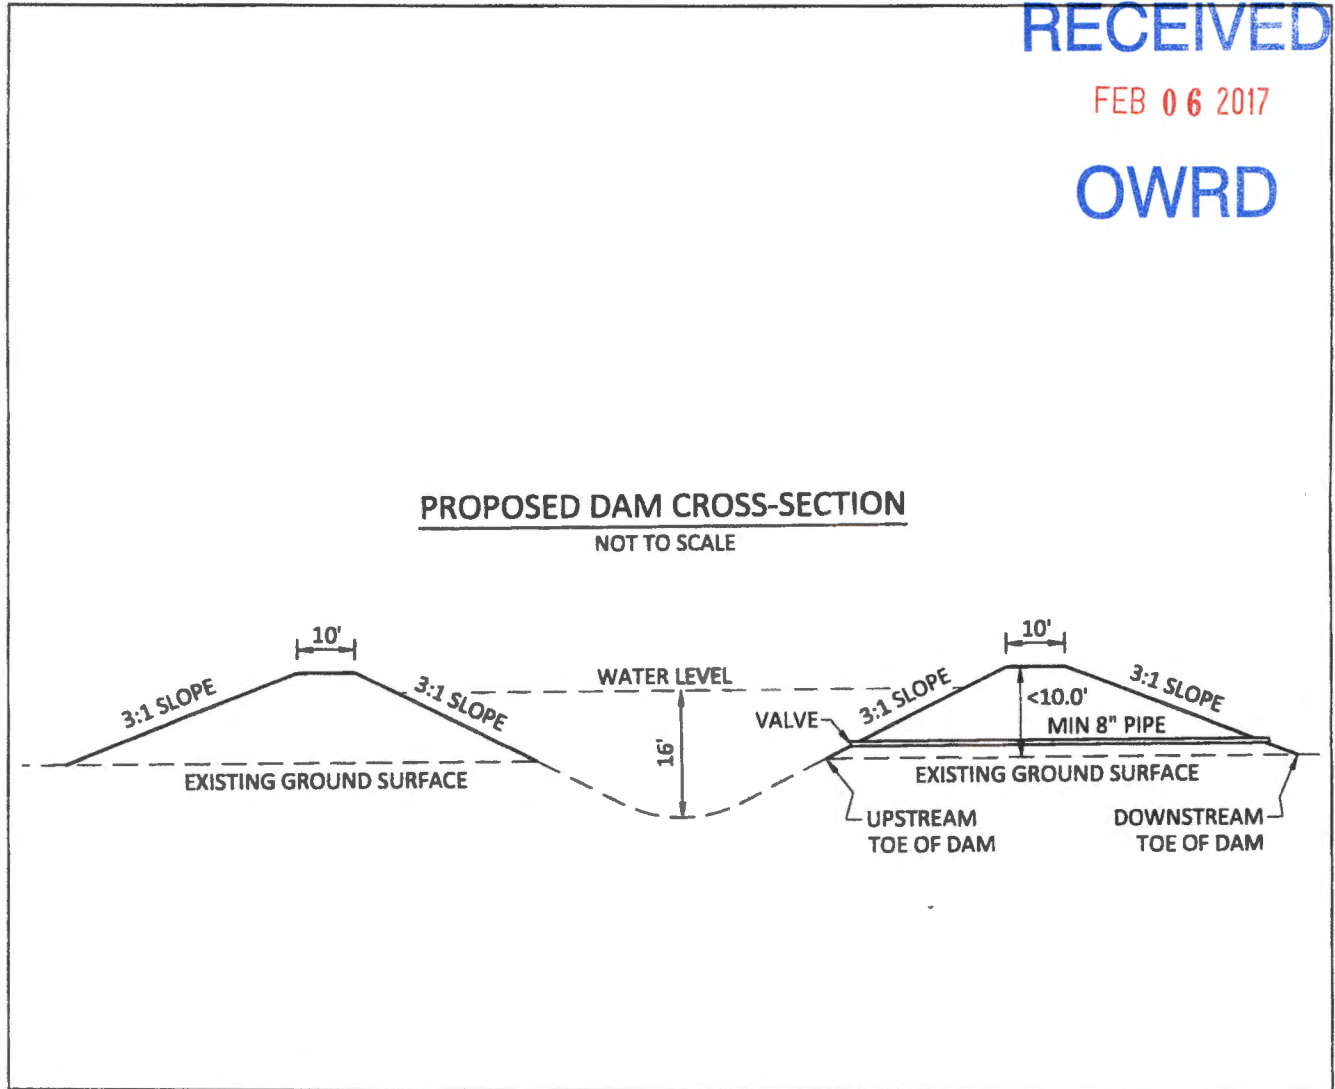 RECEIVED
FEB 06 2017
OWRD
PROPOSED DAM CROSS-SECTION
NOT TO SCALE
10'
10'
3:1 SLOPE
3:1 SLOPE
WATER LEVEL
3:1 SLOPE
3:1 SLOPE
<10.0'
VALVE
MIN 8" PIPE
16'
EXISTING GROUND SURFACE
EXISTING GROUND SURFACE
UPSTREAM
TOE OF DAM
DOWNSTREAM
TOE OF DAM